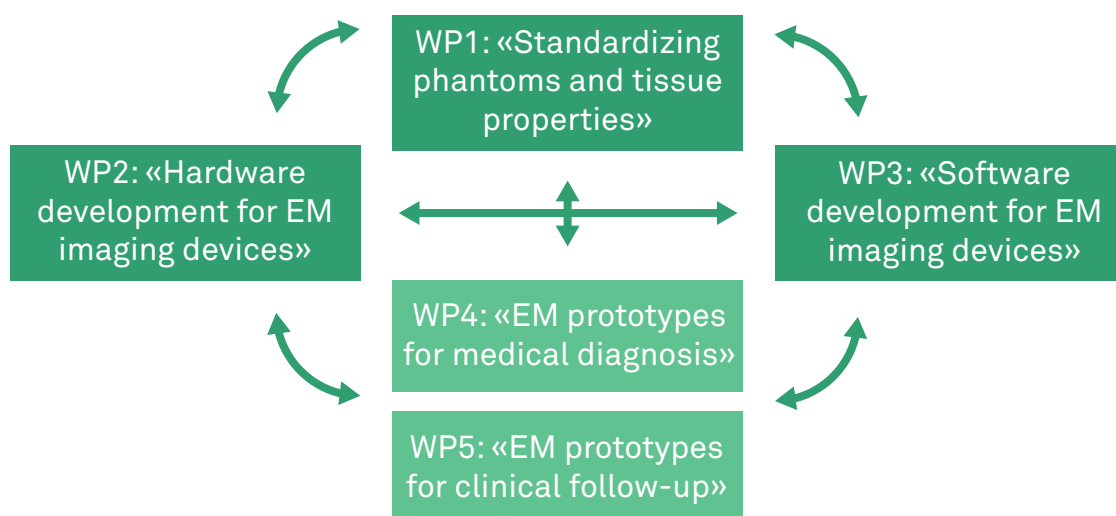 WP1: «Standardizing
phantoms and tissue
properties»
WP2: «Hardware
development for EM
imaging devices»
WP3: «Software
development for EM
imaging devices»
WP4: «EM prototypes
for medical diagnosis»
WP5: «EM prototypes
for clinical follow-up»